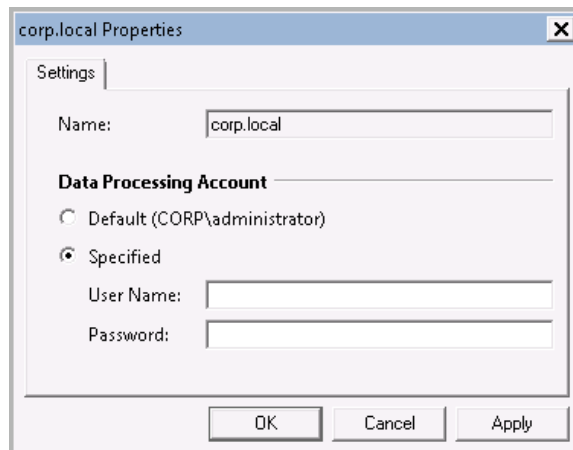 corp.local Properties
Settings
Name: corp.local
Data Processing Account
Default (CORP\administrator)
Specified
User Name:
Password:
OK Cancel Apply